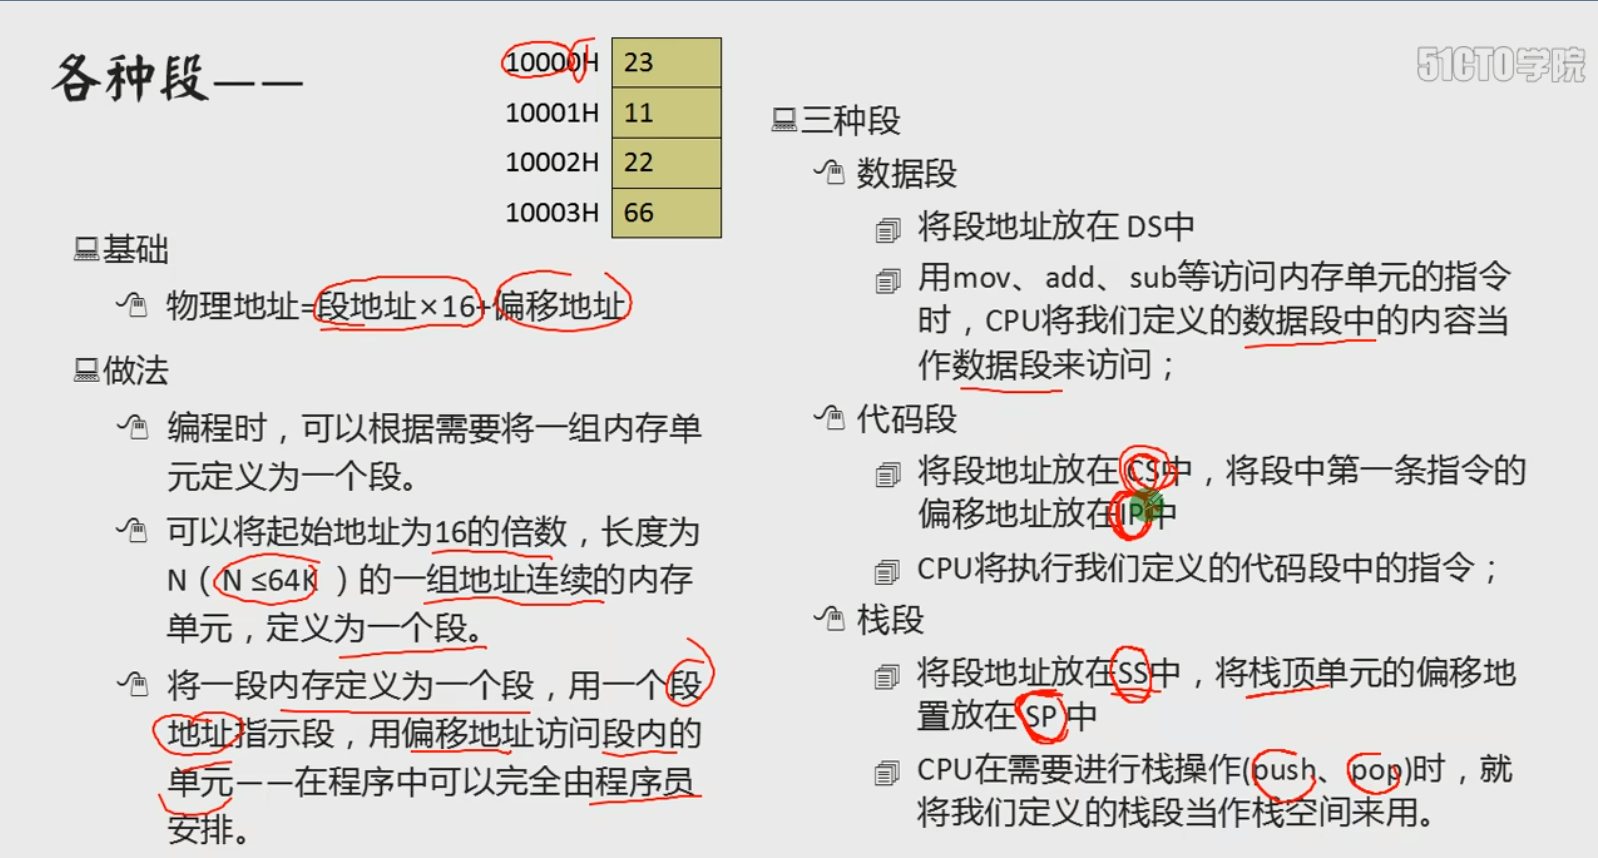 各种段——
10000H 23
10001H 11
10002H 22
10003H 66
基础
物理地址=段地址×16+偏移地址
做法
编程时，可以根据需要将一组内存单
元定义为一个段。
可以将起始地址为16的倍数，长度为
N（N ≤64K ）的一组地址连续的内存
单元，定义为一个段。
将一段内存定义为一个段，用一个段
地址指示段，用偏移地址访问段内的
单元——在程序中可以完全由程序员
安排。
51CTO学院
三种段
数据段
将段地址放在 DS中
用mov、add、sub等访问内存单元的指令
时，CPU将我们定义的数据段中的内容当
作数据段来访问；
代码段
将段地址放在 CS中，将段中第一条指令的
偏移地址放在IP中
CPU将执行我们定义的代码段中的指令；
栈段
将段地址放在SS中，将栈顶单元的偏移地
置放在 SP 中
CPU在需要进行栈操作(push、pop)时，就
将我们定义的栈段当作栈空间来用。